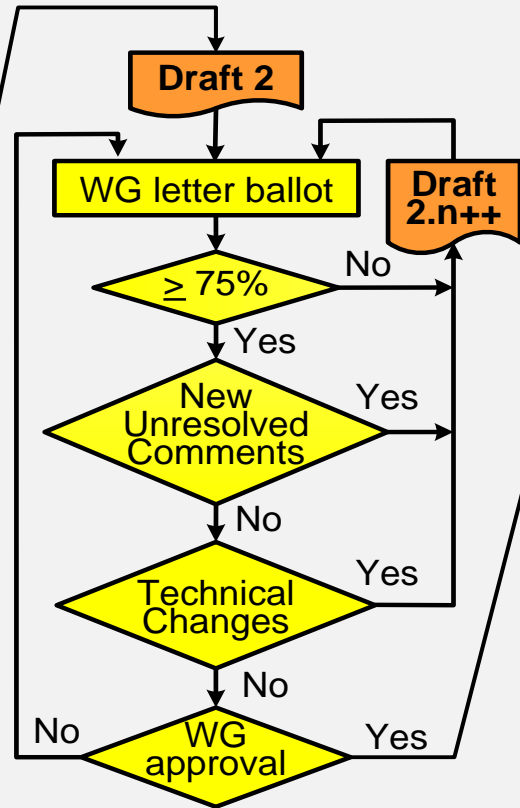 Draft 2
WG letter ballot
Draft
2.n++
≥ 75%
No
Yes
New
Unresolved
Comments
Yes
No
Technical
Changes
Yes
No
No
WG
approval
Yes